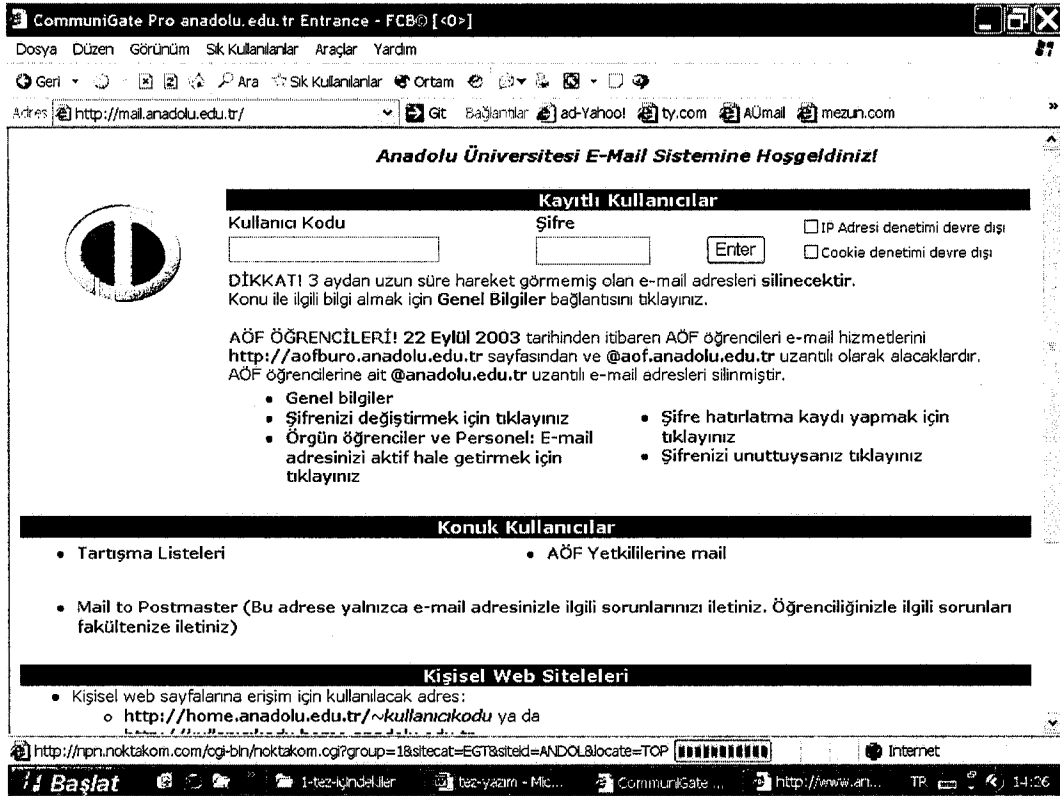 CommuniGate Pro anadolu.edu.tr Entrance - FCB© [<0>]
Dosya Düzen Görünüm Sık Kullanılanlar Araçlar Yardım
Geri Ara Sık Kullanılanlar Ortam
Adres http://mail.anadolu.edu.tr/ Git Bağlantılar ad-Yahoo! ty.com AÜmail mezun.com »
Anadolu Üniversitesi E-Mail Sistemine Hoşgeldiniz!
Kayıtlı Kullanıcılar
Kullanıcı Kodu Şifre IP Adresi denetimi devre dışı
Enter Cookie denetimi devre dışı
DİKKAT! 3 aydan uzun süre hareket görmemiş olan e-mail adresleri silinecektir.
Konu ile ilgili bilgi almak için Genel Bilgiler bağlantısını tıklayınız.
AÖF ÖĞRENCİLERİ! 22 Eylül 2003 tarihinden itibaren AÖF öğrencileri e-mail hizmetlerini
http://aofburo.anadolu.edu.tr sayfasından ve @aof.anadolu.edu.tr uzantılı olarak alacaklardır.
AÖF öğrencilerine ait @anadolu.edu.tr uzantılı e-mail adresleri silinmiştir.
• Genel bilgiler
• Şifrenizi değiştirmek için tıklayınız
• Örgün öğrenciler ve Personel: E-mail
adresinizi aktif hale getirmek için
tıklayınız
• Şifre hatırlatma kaydı yapmak için
tıklayınız
• Şifrenizi unuttuysanız tıklayınız
Konuk Kullanıcılar
• Tartışma Listeleri • AÖF Yetkililerine mail
• Mail to Postmaster (Bu adrese yalnızca e-mail adresinizle ilgili sorunlarınızı iletiniz. Öğrenciliğinizle ilgili sorunları
fakültenize iletiniz)
Kişisel Web Siteleleri
• Kişisel web sayfalarına erişim için kullanılacak adres:
o http://home.anadolu.edu.tr/~kullanıcıkodu ya da
http://npn.noktakom.com/cgi-bin/noktakom.cgi?group=1&sitecat=EGT&siteid=ANDOL&locate=TOP Internet
Başlat 1-tez-içindekiler tez-yazım - Mic... CommuniGate ... http://www.an... TR 14:26